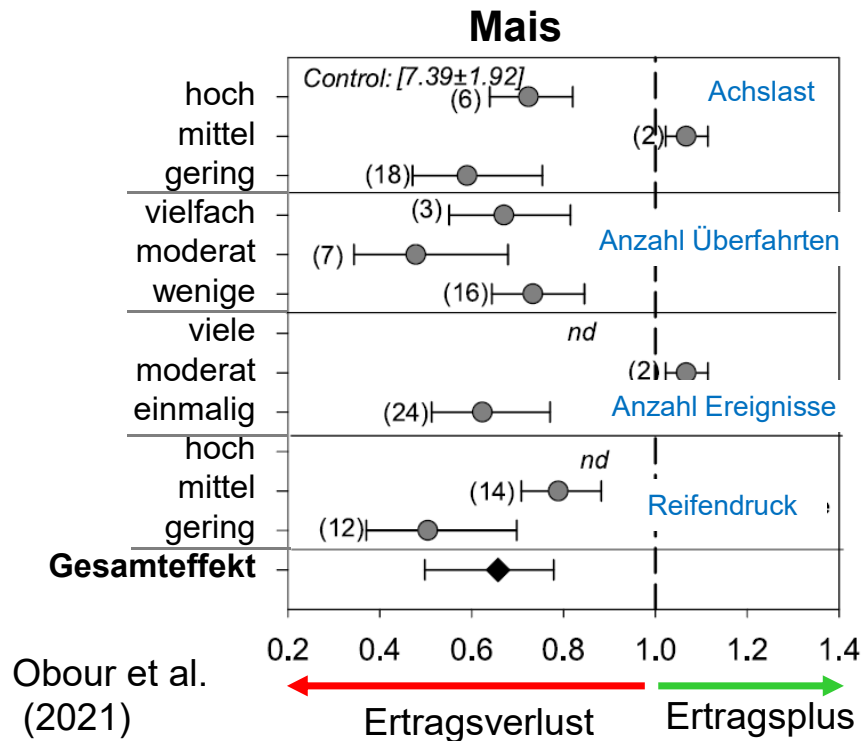 Mais
Control: [7.39±1.92]
hoch (6) Achslast
mittel (2)
gering (18)
vielfach (3)
moderat (7) Anzahl Überfahrten
wenige (16)
viele nd
moderat (2)
einmalig (24) Anzahl Ereignisse
hoch nd
mittel (14)
gering (12) Reifendruck
Gesamteffekt
0.2 0.4 0.6 0.8 1.0 1.2 1.4
Obour et al.
(2021) Ertragsverlust Ertragsplus